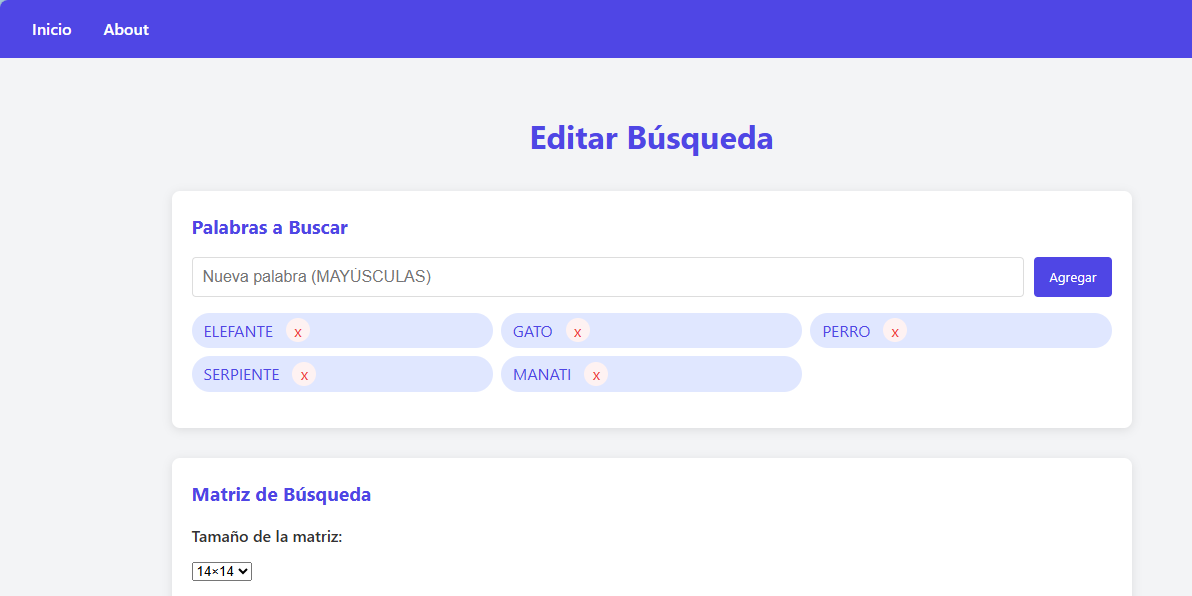 Inicio About
Editar Búsqueda
Palabras a Buscar
Nueva palabra (MAYÚSCULAS) Agregar
ELEFANTE x GATO x PERRO x
SERPIENTE x MANATI x
Matriz de Búsqueda
Tamaño de la matriz:
14×14